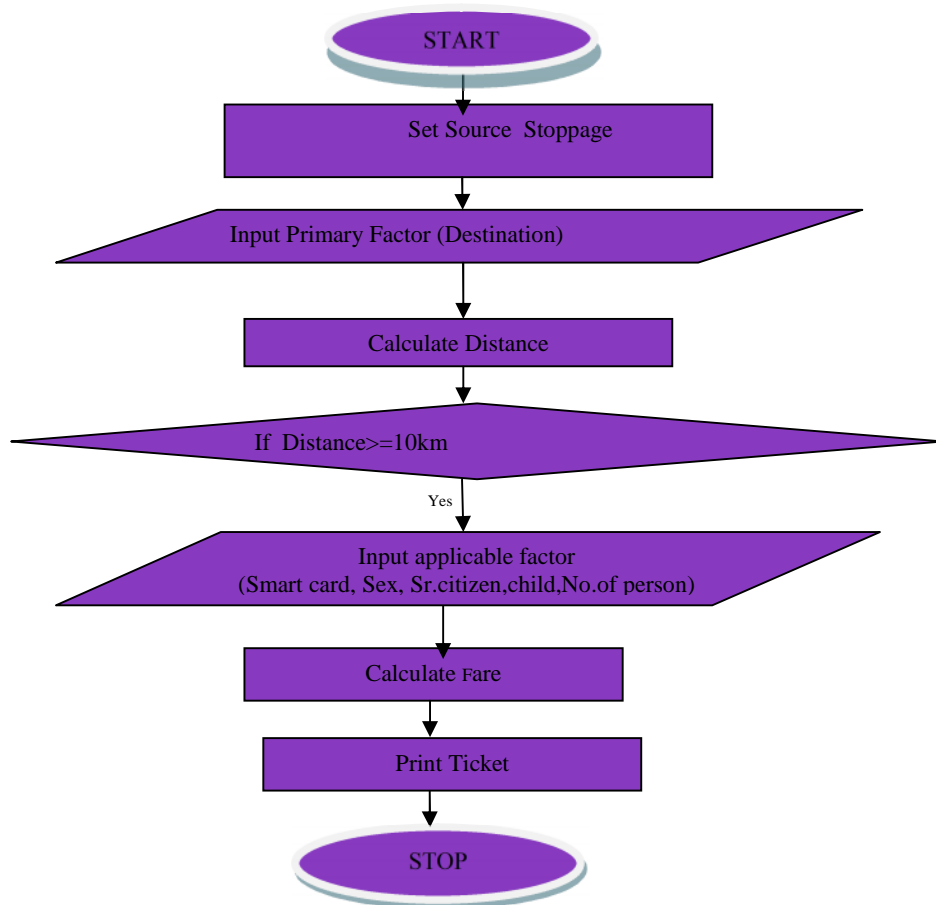 START
Set Source Stoppage
Input Primary Factor (Destination)
Calculate Distance
If Distance>=10km
Yes
Input applicable factor
(Smart card, Sex, Sr.citizen,child,No.of person)
Calculate Fare
Print Ticket
STOP